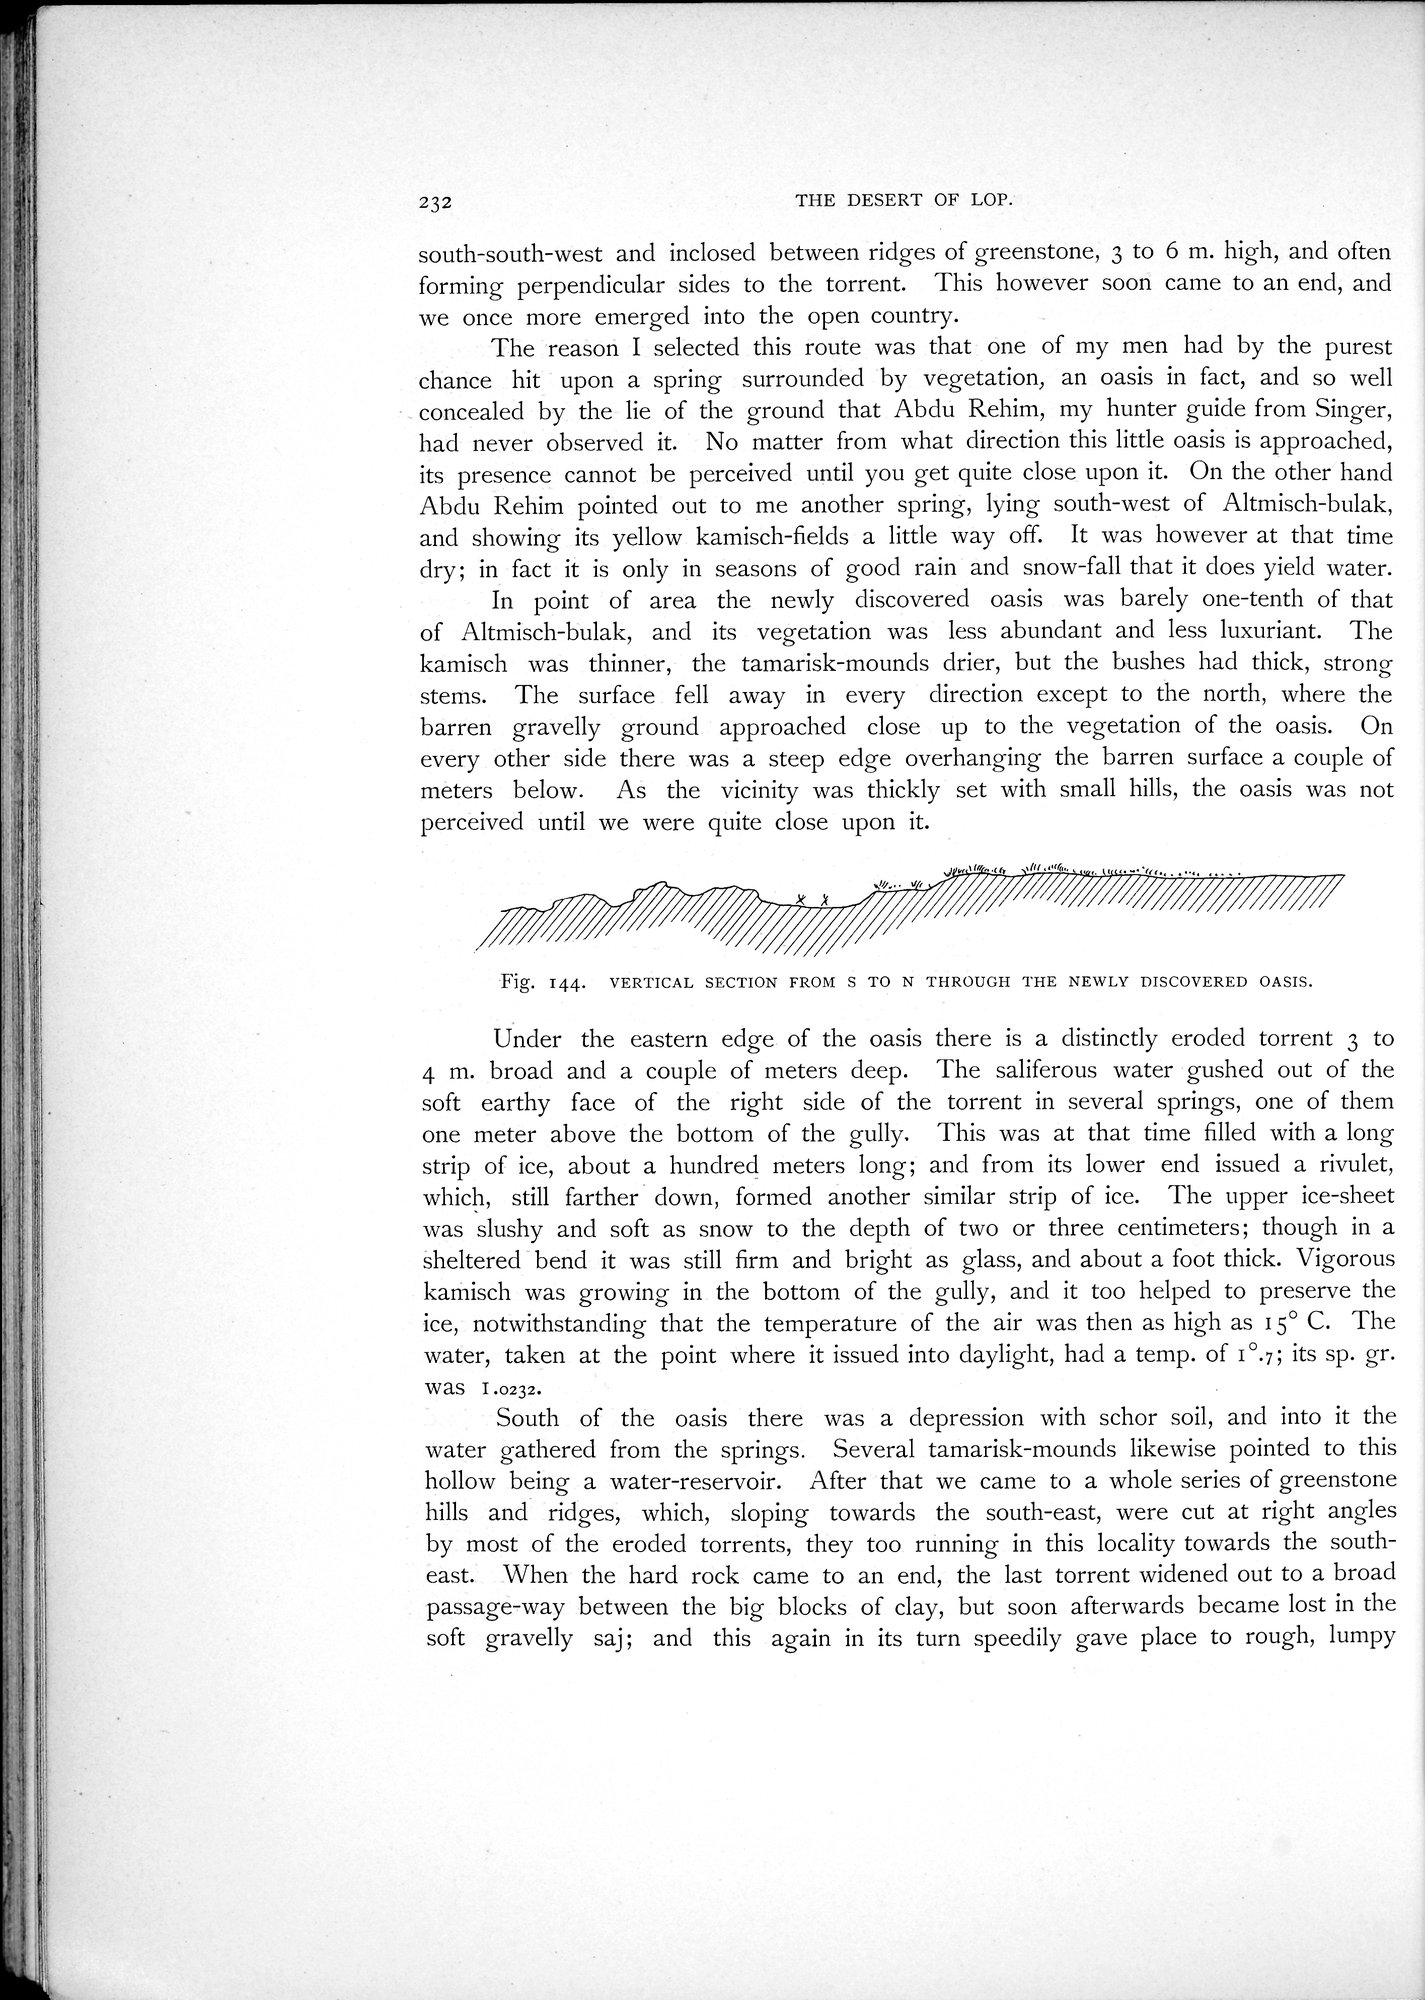 232
THE DESERT OF LOP.
south-south-west and inclosed between ridges of greenstone, 3 to 6 m. high, and often
forming perpendicular sides to the torrent. This however soon came to an end, and
we once more emerged into the open country.
The reason I selected this route was that one of my men had by the purest
chance hit upon a spring surrounded by vegetation, an oasis in fact, and so well
concealed by the lie of the ground that Abdu Rehim, my hunter guide from Singer,
had never observed it. No matter from what direction this little oasis is approached,
its presence cannot be perceived until you get quite close upon it. On the other hand
Abdu Rehim pointed out to me another spring, lying south-west of Altmisch-bulak,
and showing its yellow kamisch-fields a little way off. It was however at that time
dry; in fact it is only in seasons of good rain and snow-fall that it does yield water.
In point of area the newly discovered oasis was barely one-tenth of that
of Altmisch-bulak, and its vegetation was less abundant and less luxuriant. The
kamisch was thinner, the tamarisk-mounds drier, but the bushes had thick, strong
stems. The surface fell away in every direction except to the north, where the
barren gravelly ground approached close up to the vegetation of the oasis. On
every other side there was a steep edge overhanging the barren surface a couple of
meters below. As the vicinity was thickly set with small hills, the oasis was not
perceived until we were quite close upon it.
Fig. 144. VERTICAL SECTION FROM S TO N THROUGH THE NEWLY DISCOVERED OASIS.
Under the eastern edge of the oasis there is a distinctly eroded torrent 3 to
4 m. broad and a couple of meters deep. The saliferous water gushed out of the
soft earthy face of the right side of the torrent in several springs, one of them
one meter above the bottom of the gully. This was at that time filled with a long
strip of ice, about a hundred meters long; and from its lower end issued a rivulet,
which, still farther down, formed another similar strip of ice. The upper ice-sheet
was slushy and soft as snow to the depth of two or three centimeters; though in a
sheltered bend it was still firm and bright as glass, and about a foot thick. Vigorous
kamisch was growing in the bottom of the gully, and it too helped to preserve the
ice, notwithstanding that the temperature of the air was then as high as 15° C. The
water, taken at the point where it issued into daylight, had a temp. of 1°.7; its sp. gr.
was 1.0232.
South of the oasis there was a depression with schor soil, and into it the
water gathered from the springs. Several tamarisk-mounds likewise pointed to this
hollow being a water-reservoir. After that we came to a whole series of greenstone
hills and ridges, which, sloping towards the south-east, were cut at right angles
by most of the eroded torrents, they too running in this locality towards the south-
east. When the hard rock came to an end, the last torrent widened out to a broad
passage-way between the big blocks of clay, but soon afterwards became lost in the
soft gravelly saj; and this again in its turn speedily gave place to rough, lumpy